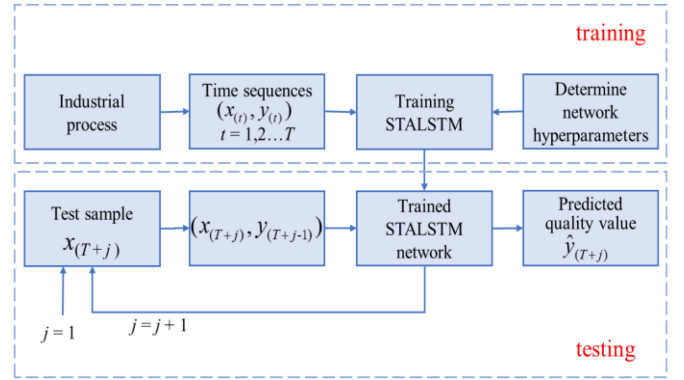 training
Industrial
process
Time sequences
(x(t), y(t))
t = 1,2...T
Training
STALSTM
Determine
network
hyperparameters
Test sample
x(T+j)
(x(T+j), y(T+j-1))
Trained
STALSTM
network
Predicted
quality value
ŷ(T+j)
j = 1
j = j + 1
testing